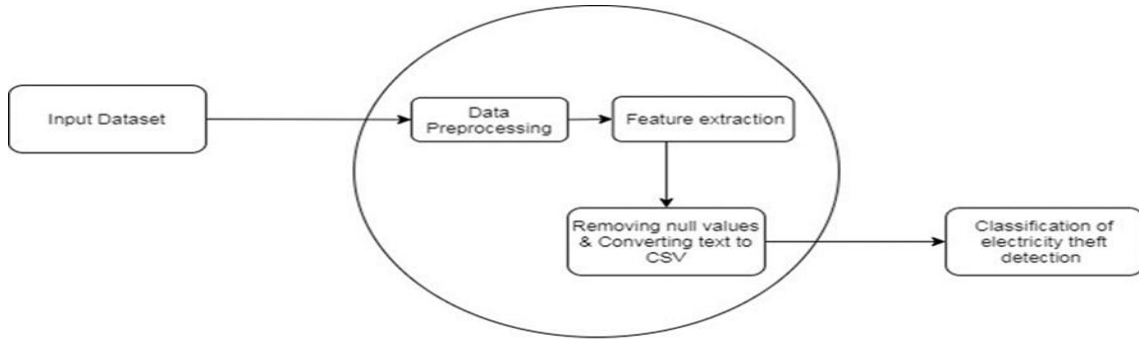 Input Dataset
Data
Preprocessing
Feature extraction
Removing null values
& Converting text to
CSV
Classification of
electricity theft
detection